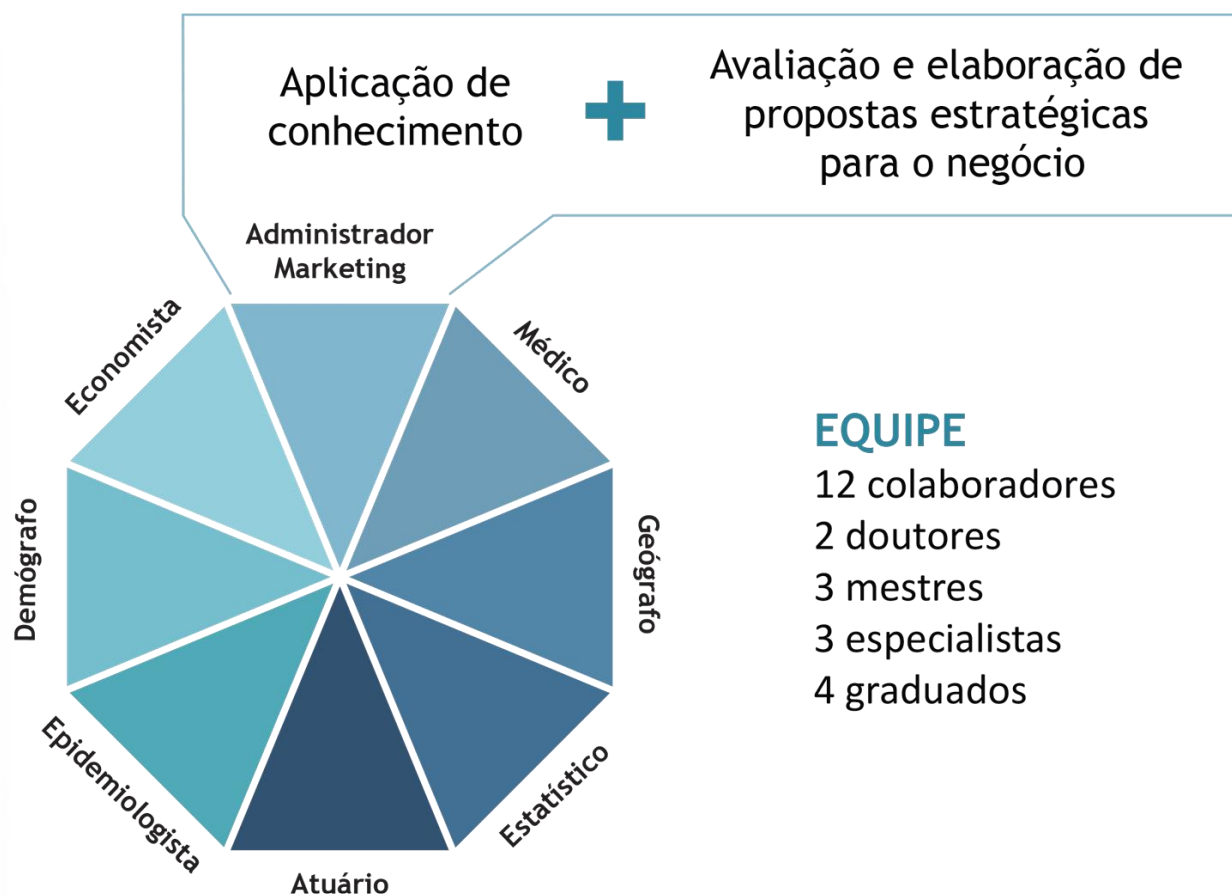 Aplicação de
conhecimento
Avaliação e elaboração de
propostas estratégicas
para o negócio
Administrador
Marketing
Médico
Geógrafo
Estatístico
Atuário
Epidemiologista
Demógrafo
Economista
EQUIPE
12 colaboradores
2 doutores
3 mestres
3 especialistas
4 graduados